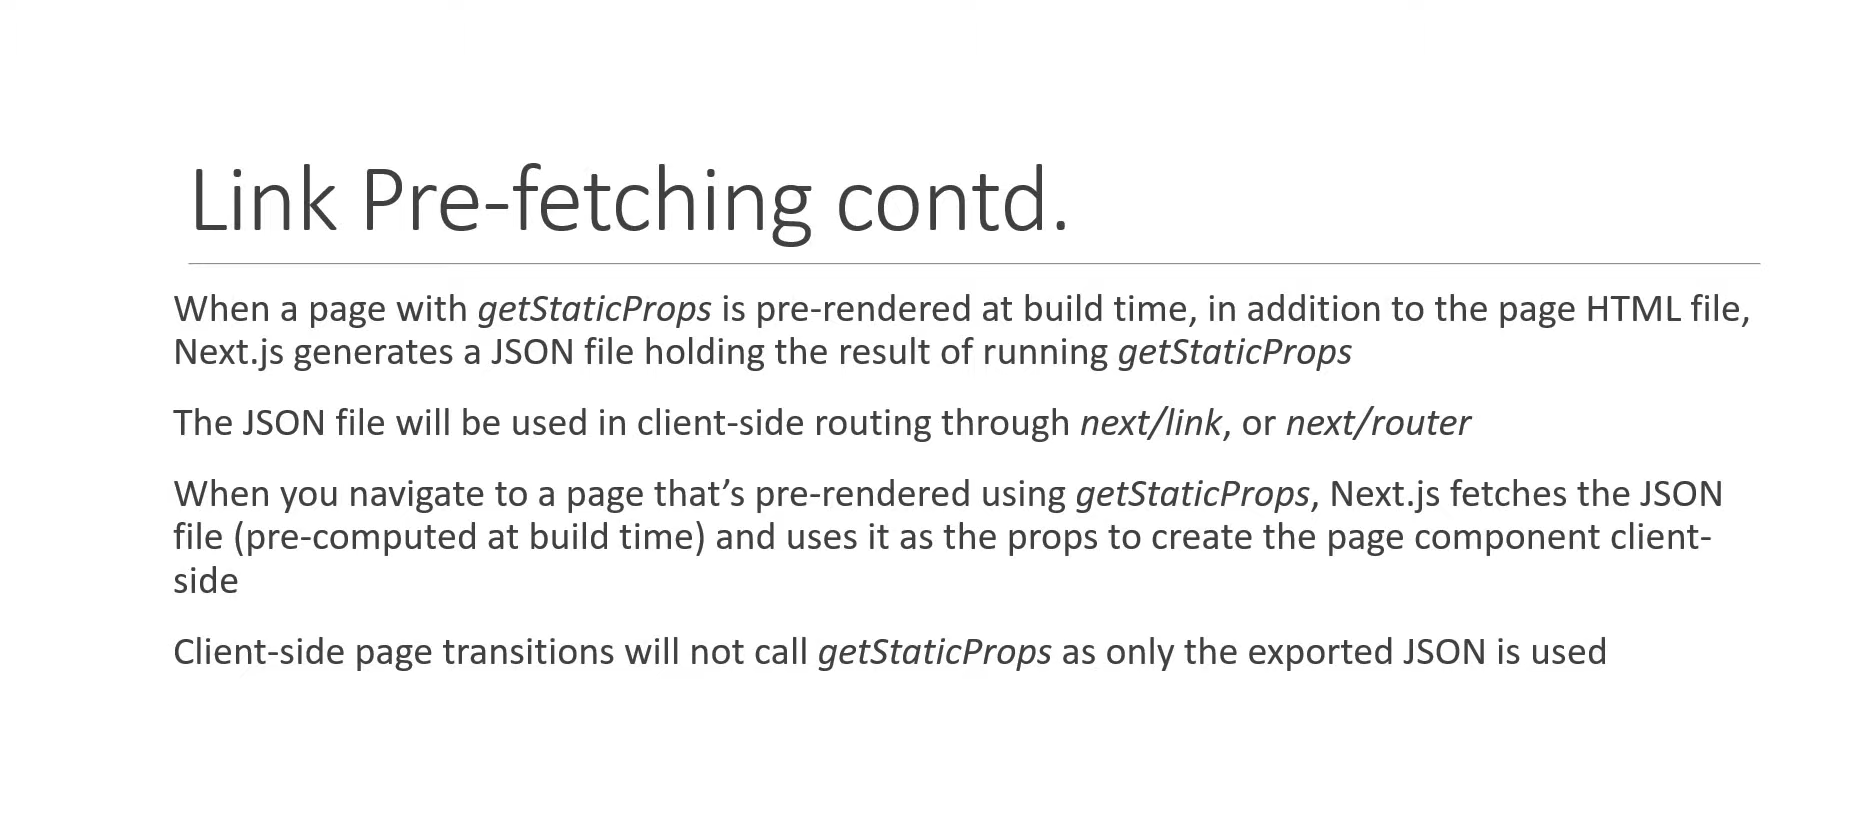 Link Pre-fetching contd.
When a page with getStaticProps is pre-rendered at build time, in addition to the page HTML file,
Next.js generates a JSON file holding the result of running getStaticProps
The JSON file will be used in client-side routing through next/link, or next/router
When you navigate to a page that’s pre-rendered using getStaticProps, Next.js fetches the JSON
file (pre-computed at build time) and uses it as the props to create the page component client-
side
Client-side page transitions will not call getStaticProps as only the exported JSON is used